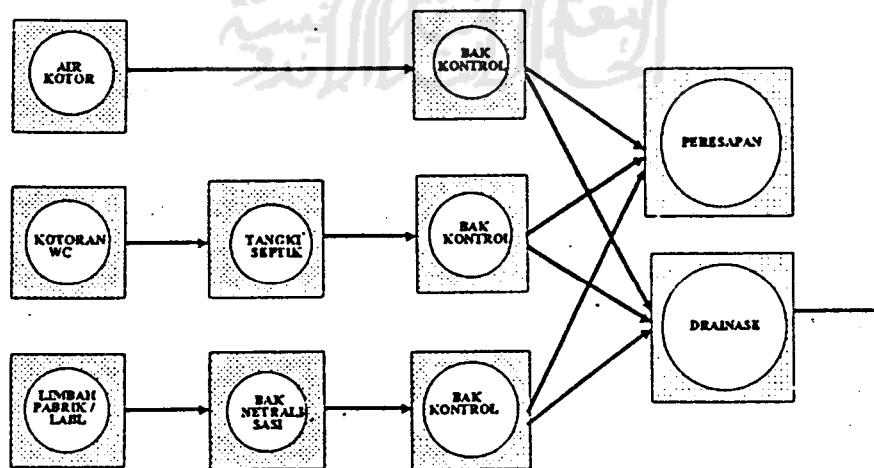 AIR
KOTOR
BAK
KONTROL
PERESAPAN
KOTORAN
WC
TANGKI
SEPTIK
BAK
KONTROL
DRAINASE
LIMBAH
PABRIK /
LABL
BAK
NETRALI
SASI
BAK
KONTROL